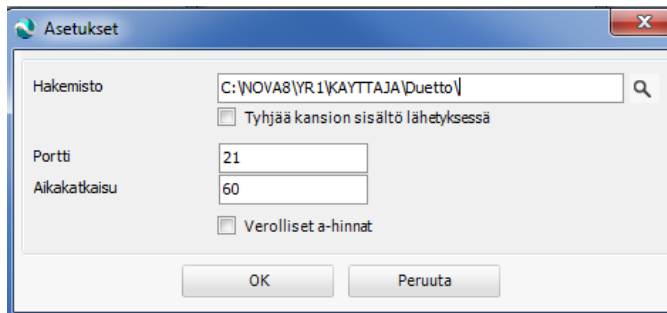 Asetukset
Hakemisto C:\NOVA8\YR1\KAYTTAJA\Duetto\
Tyhjää kansion sisältö lähetyksessä
Portti 21
Aikakatkaisu 60
Verolliset a-hinnat
OK Peruuta